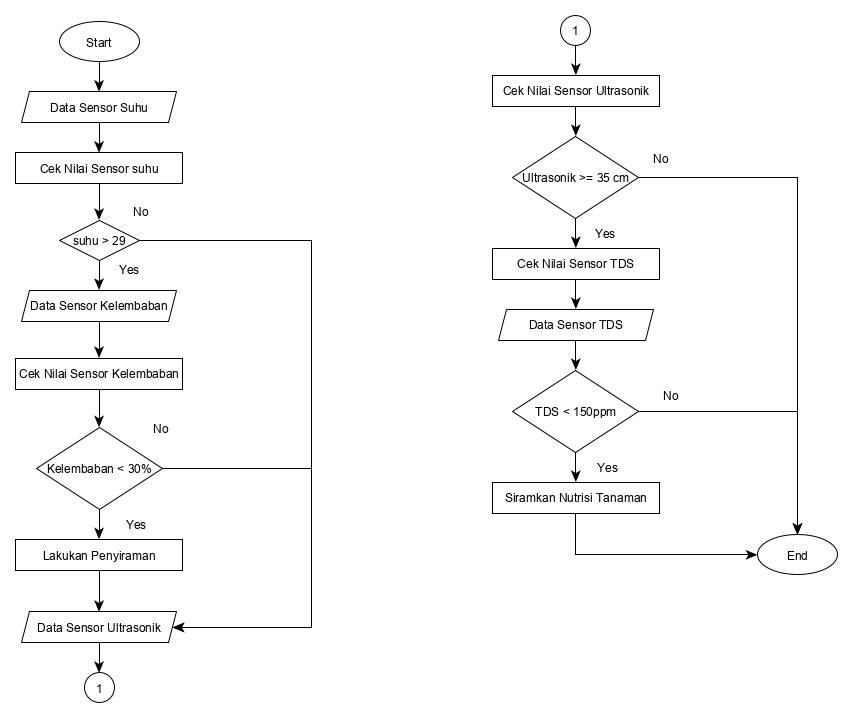 Start
Data Sensor Suhu
Cek Nilai Sensor suhu
No
suhu > 29
Yes
Data Sensor Kelembaban
Cek Nilai Sensor Kelembaban
No
Kelembaban < 30%
Yes
Lakukan Penyiraman
Data Sensor Ultrasonik
1
1
Cek Nilai Sensor Ultrasonik
No
Ultrasonik >= 35 cm
Yes
Cek Nilai Sensor TDS
Data Sensor TDS
No
TDS < 150ppm
Yes
Siramkan Nutrisi Tanaman
End